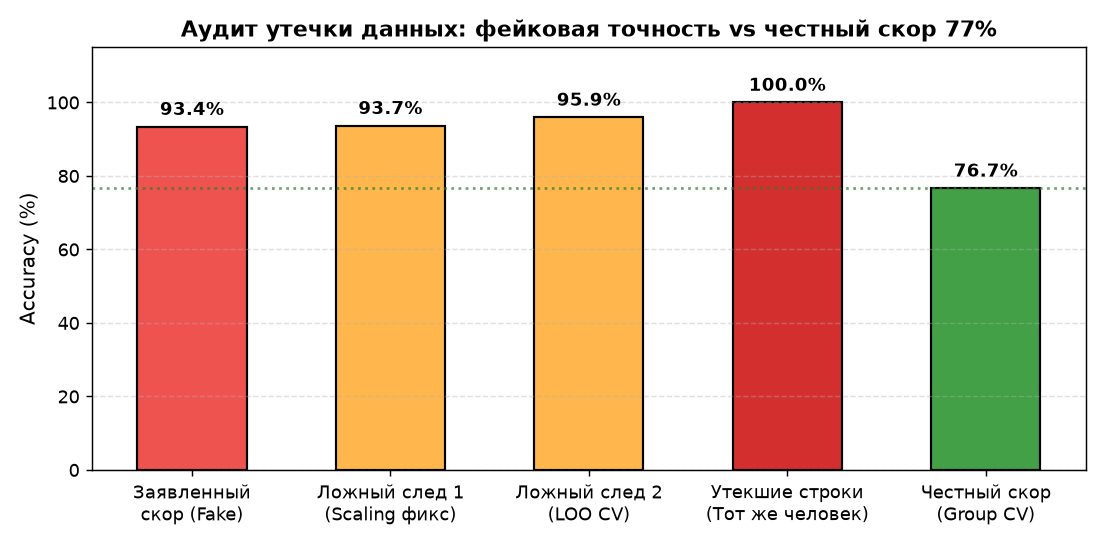 Аудит утечки данных: фейковая точность vs честный скор 77%
Accuracy (%)
100
80
60
40
20
0
93.4%
93.7%
95.9%
100.0%
76.7%
Заявленный
скор (Fake)
Ложный след 1
(Scaling фикс)
Ложный след 2
(LOO CV)
Утекшие строки
(Тот же человек)
Честный скор
(Group CV)